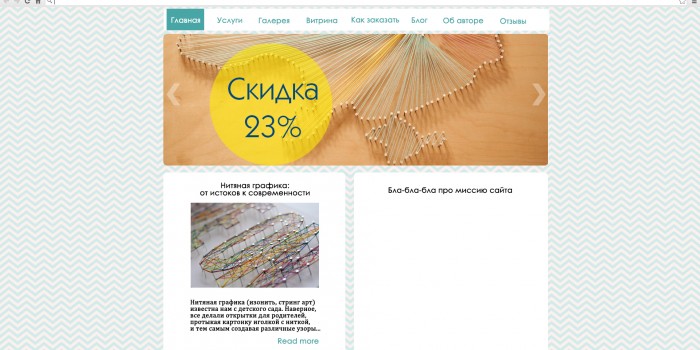 Главная Услуги Галерея Витрина Как заказать Блог Об авторе Отзывы
Скидка
23%
Нитяная графика:
от истоков к современности
Нитяная графика (изонить, стринг арт)
известна нам с детского сада. Наверное,
все делали открытки для родителей,
протыкая картонку иголкой с ниткой,
и тем самым создавая различные узоры...
Read more
Бла-бла-бла про миссию сайта